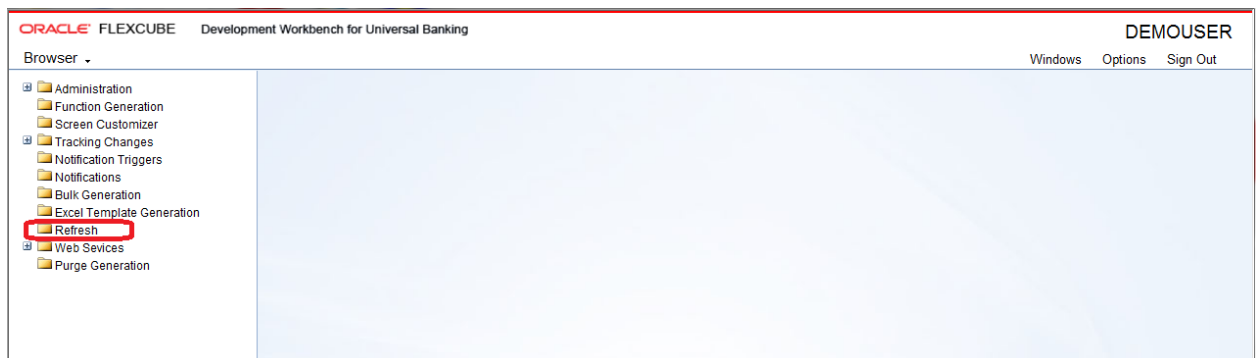 ORACLE® FLEXCUBE Development Workbench for Universal Banking
DEMOUSER
Browser
Windows Options Sign Out
Administration
Function Generation
Screen Customizer
Tracking Changes
Notification Triggers
Notifications
Bulk Generation
Excel Template Generation
Refresh
Web Sevices
Purge Generation